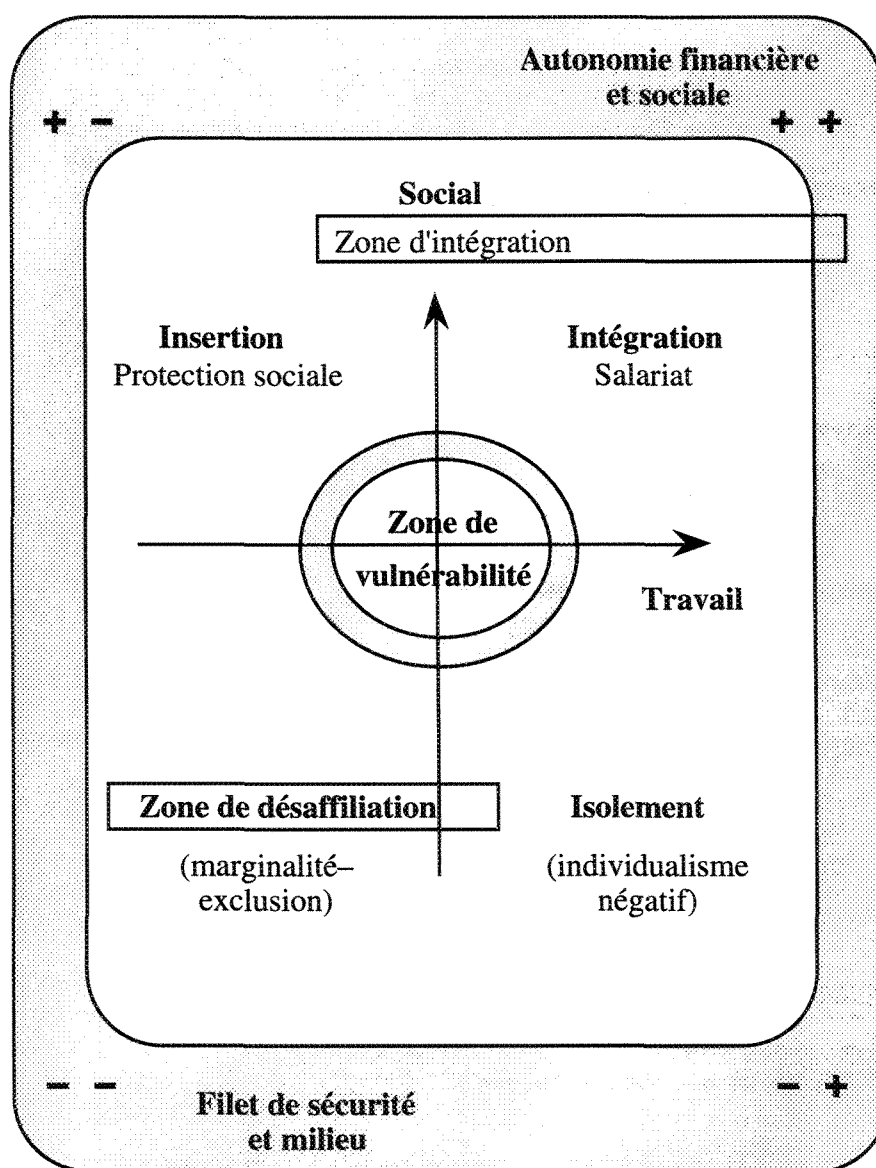 Autonomie financière
et sociale
+ −
+ +
Social
Zone d'intégration
Insertion
Protection sociale
Intégration
Salariat
Zone de
vulnérabilité
Travail
Zone de désaffiliation
(marginalité–
exclusion)
Isolement
(individualisme
négatif)
− −
− +
Filet de sécurité
et milieu